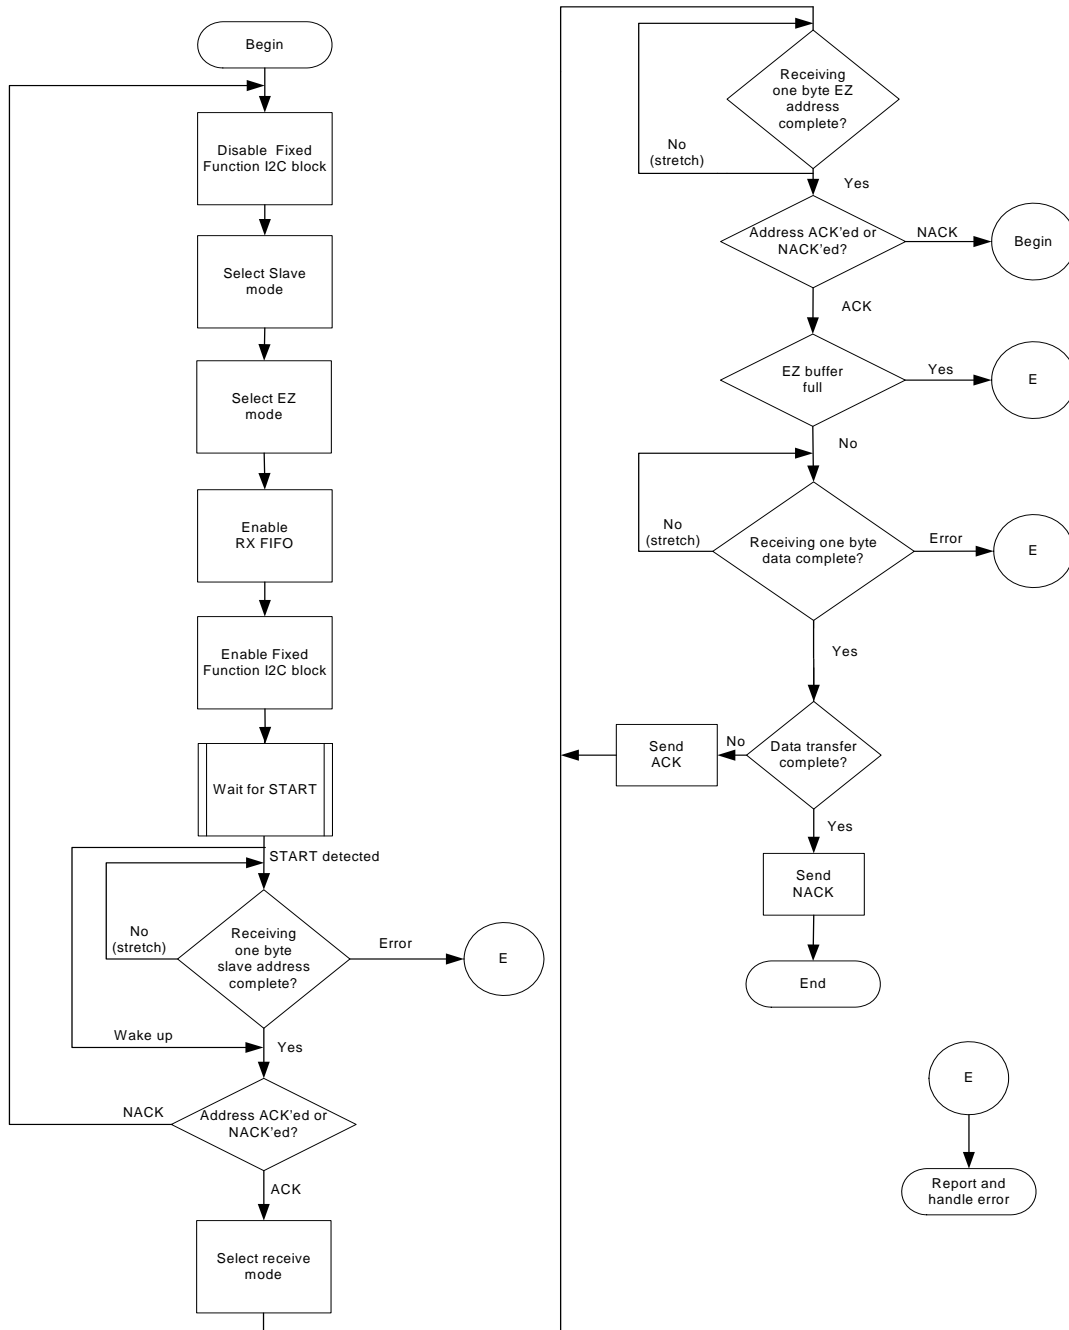 Begin
Disable Fixed
Function I2C block
Select Slave
mode
Select EZ
mode
Enable
RX FIFO
Enable Fixed
Function I2C block
Wait for START
START detected
No
(stretch)
Receiving
one byte
slave address
complete?
Error
E
Wake up
Yes
NACK
Address ACK'ed or
NACK'ed?
ACK
Select receive
mode
Receiving
one byte EZ
address
complete?
No
(stretch)
Yes
Address ACK'ed or
NACK'ed?
NACK
Begin
ACK
EZ buffer
full
Yes
E
No
No
(stretch)
Receiving one byte
data complete?
Error
E
Yes
Send
ACK
No
Data transfer
complete?
Yes
Send
NACK
End
E
Report and
handle error